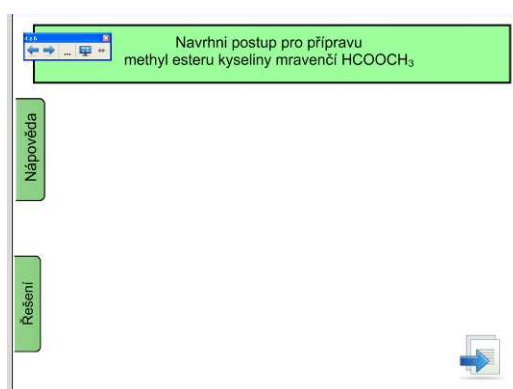 Navrhni postup pro přípravu
methyl esteru kyseliny mravenčí HCOOCH₃
Nápověda
Řešení